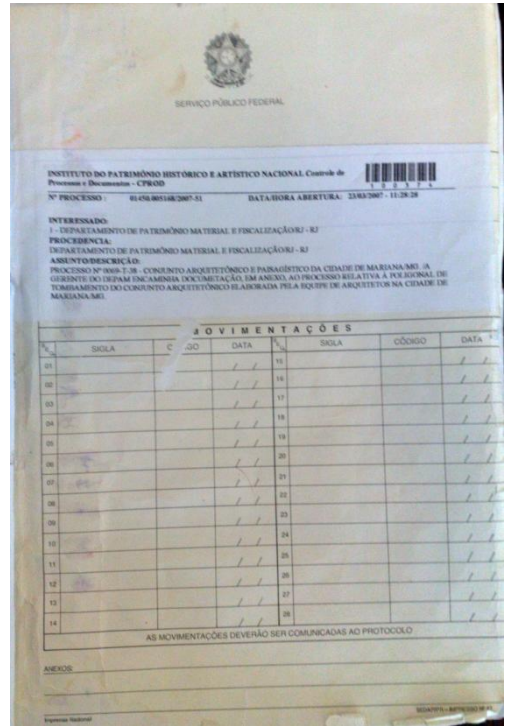 SERVIÇO PÚBLICO FEDERAL
INSTITUTO DO PATRIMÔNIO HISTÓRICO E ARTÍSTICO NACIONAL Controle de
Processos e Documentos - CPROD
102374
Nº PROCESSO : 01450.005168/2007-51 DATA/HORA ABERTURA: 23/03/2007 - 11:28:28
INTERESSADO:
1 - DEPARTAMENTO DE PATRIMÔNIO MATERIAL E FISCALIZAÇÃO/RJ - RJ
PROCEDENCIA:
DEPARTAMENTO DE PATRIMÔNIO MATERIAL E FISCALIZAÇÃO/RJ - RJ
ASSUNTO/DESCRIÇÃO:
PROCESSO Nº 0069-T-38 - CONJUNTO ARQUITETÔNICO E PAISAGÍSTICO DA CIDADE DE MARIANA/MG. /A
GERENTE DO DEPAM ENCAMINHA DOCUMETAÇÃO, EM ANEXO, AO PROCESSO RELATIVA À POLIGONAL DE
TOMBAMENTO DO CONJUNTO ARQUITETÔNICO ELABORADA PELA EQUIPE DE ARQUITETOS NA CIDADE DE
MARIANA/MG.
MOVIMENTAÇÕES
SIGLA DATA SIGLA CÓDIGO DATA
01 / / 15 / /
02 / / 16 / /
03 / / 17 / /
04 / / 18 / /
05 / / 19 / /
06 / / 20 / /
07 / / 21 / /
08 / / 22 / /
09 / / 23 / /
10 / / 24 / /
11 / / 25 / /
12 / / 26 / /
13 / / 27 / /
14 / / 28 / /
AS MOVIMENTAÇÕES DEVERÃO SER COMUNICADAS AO PROTOCOLO
ANEXOS:
Imprensa Nacional